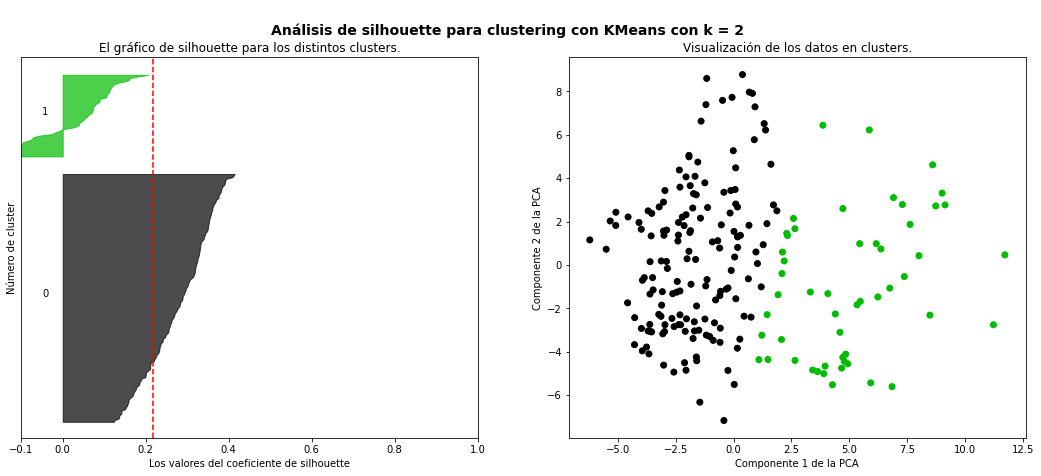 Análisis de silhouette para clustering con KMeans con k = 2
El gráfico de silhouette para los distintos clusters.
Número de cluster
1
0
−0.1 0.0 0.2 0.4 0.6 0.8 1.0
Los valores del coeficiente de silhouette
Visualización de los datos en clusters.
Componente 2 de la PCA
8
6
4
2
0
−2
−4
−6
−5.0 −2.5 0.0 2.5 5.0 7.5 10.0 12.5
Componente 1 de la PCA